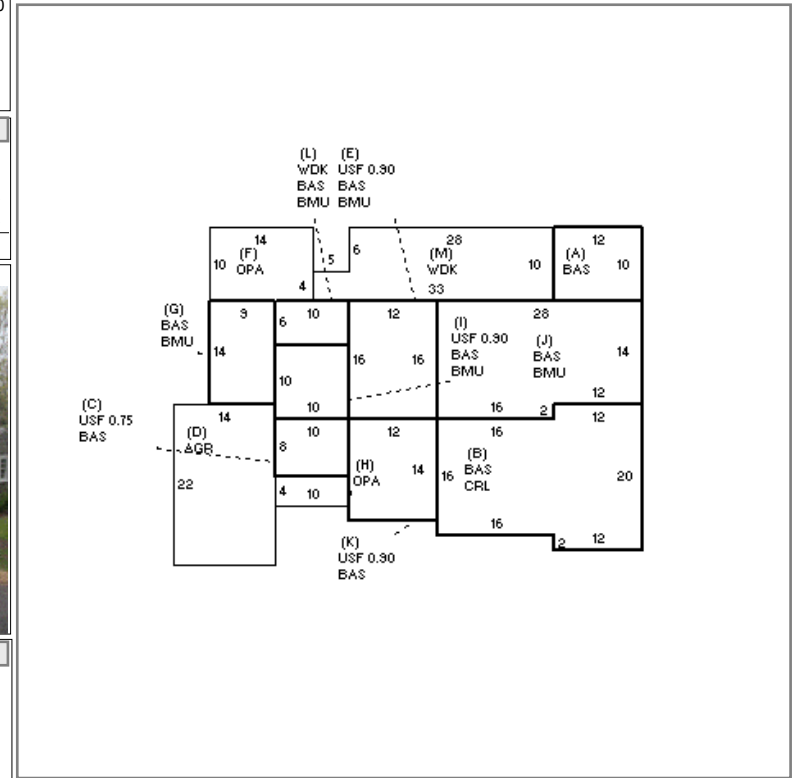 (L)
WDK
BAS
BMU
(E)
USF 0.90
BAS
BMU
14
10
(F)
OPA
5
4
6
28
(M)
WDK
10
33
12
(A)
BAS
10
(G)
BAS
BMU
9
14
6
10
10
10
12
16
16
(I)
USF 0.90
BAS
BMU
28
(J)
BAS
BMU
14
12
16
2
(C)
USF 0.75
BAS
14
(D)
AGR
22
10
8
4
10
12
(H)
OPA
14
16
16
(B)
BAS
CRL
12
20
16
2
12
(K)
USF 0.90
BAS